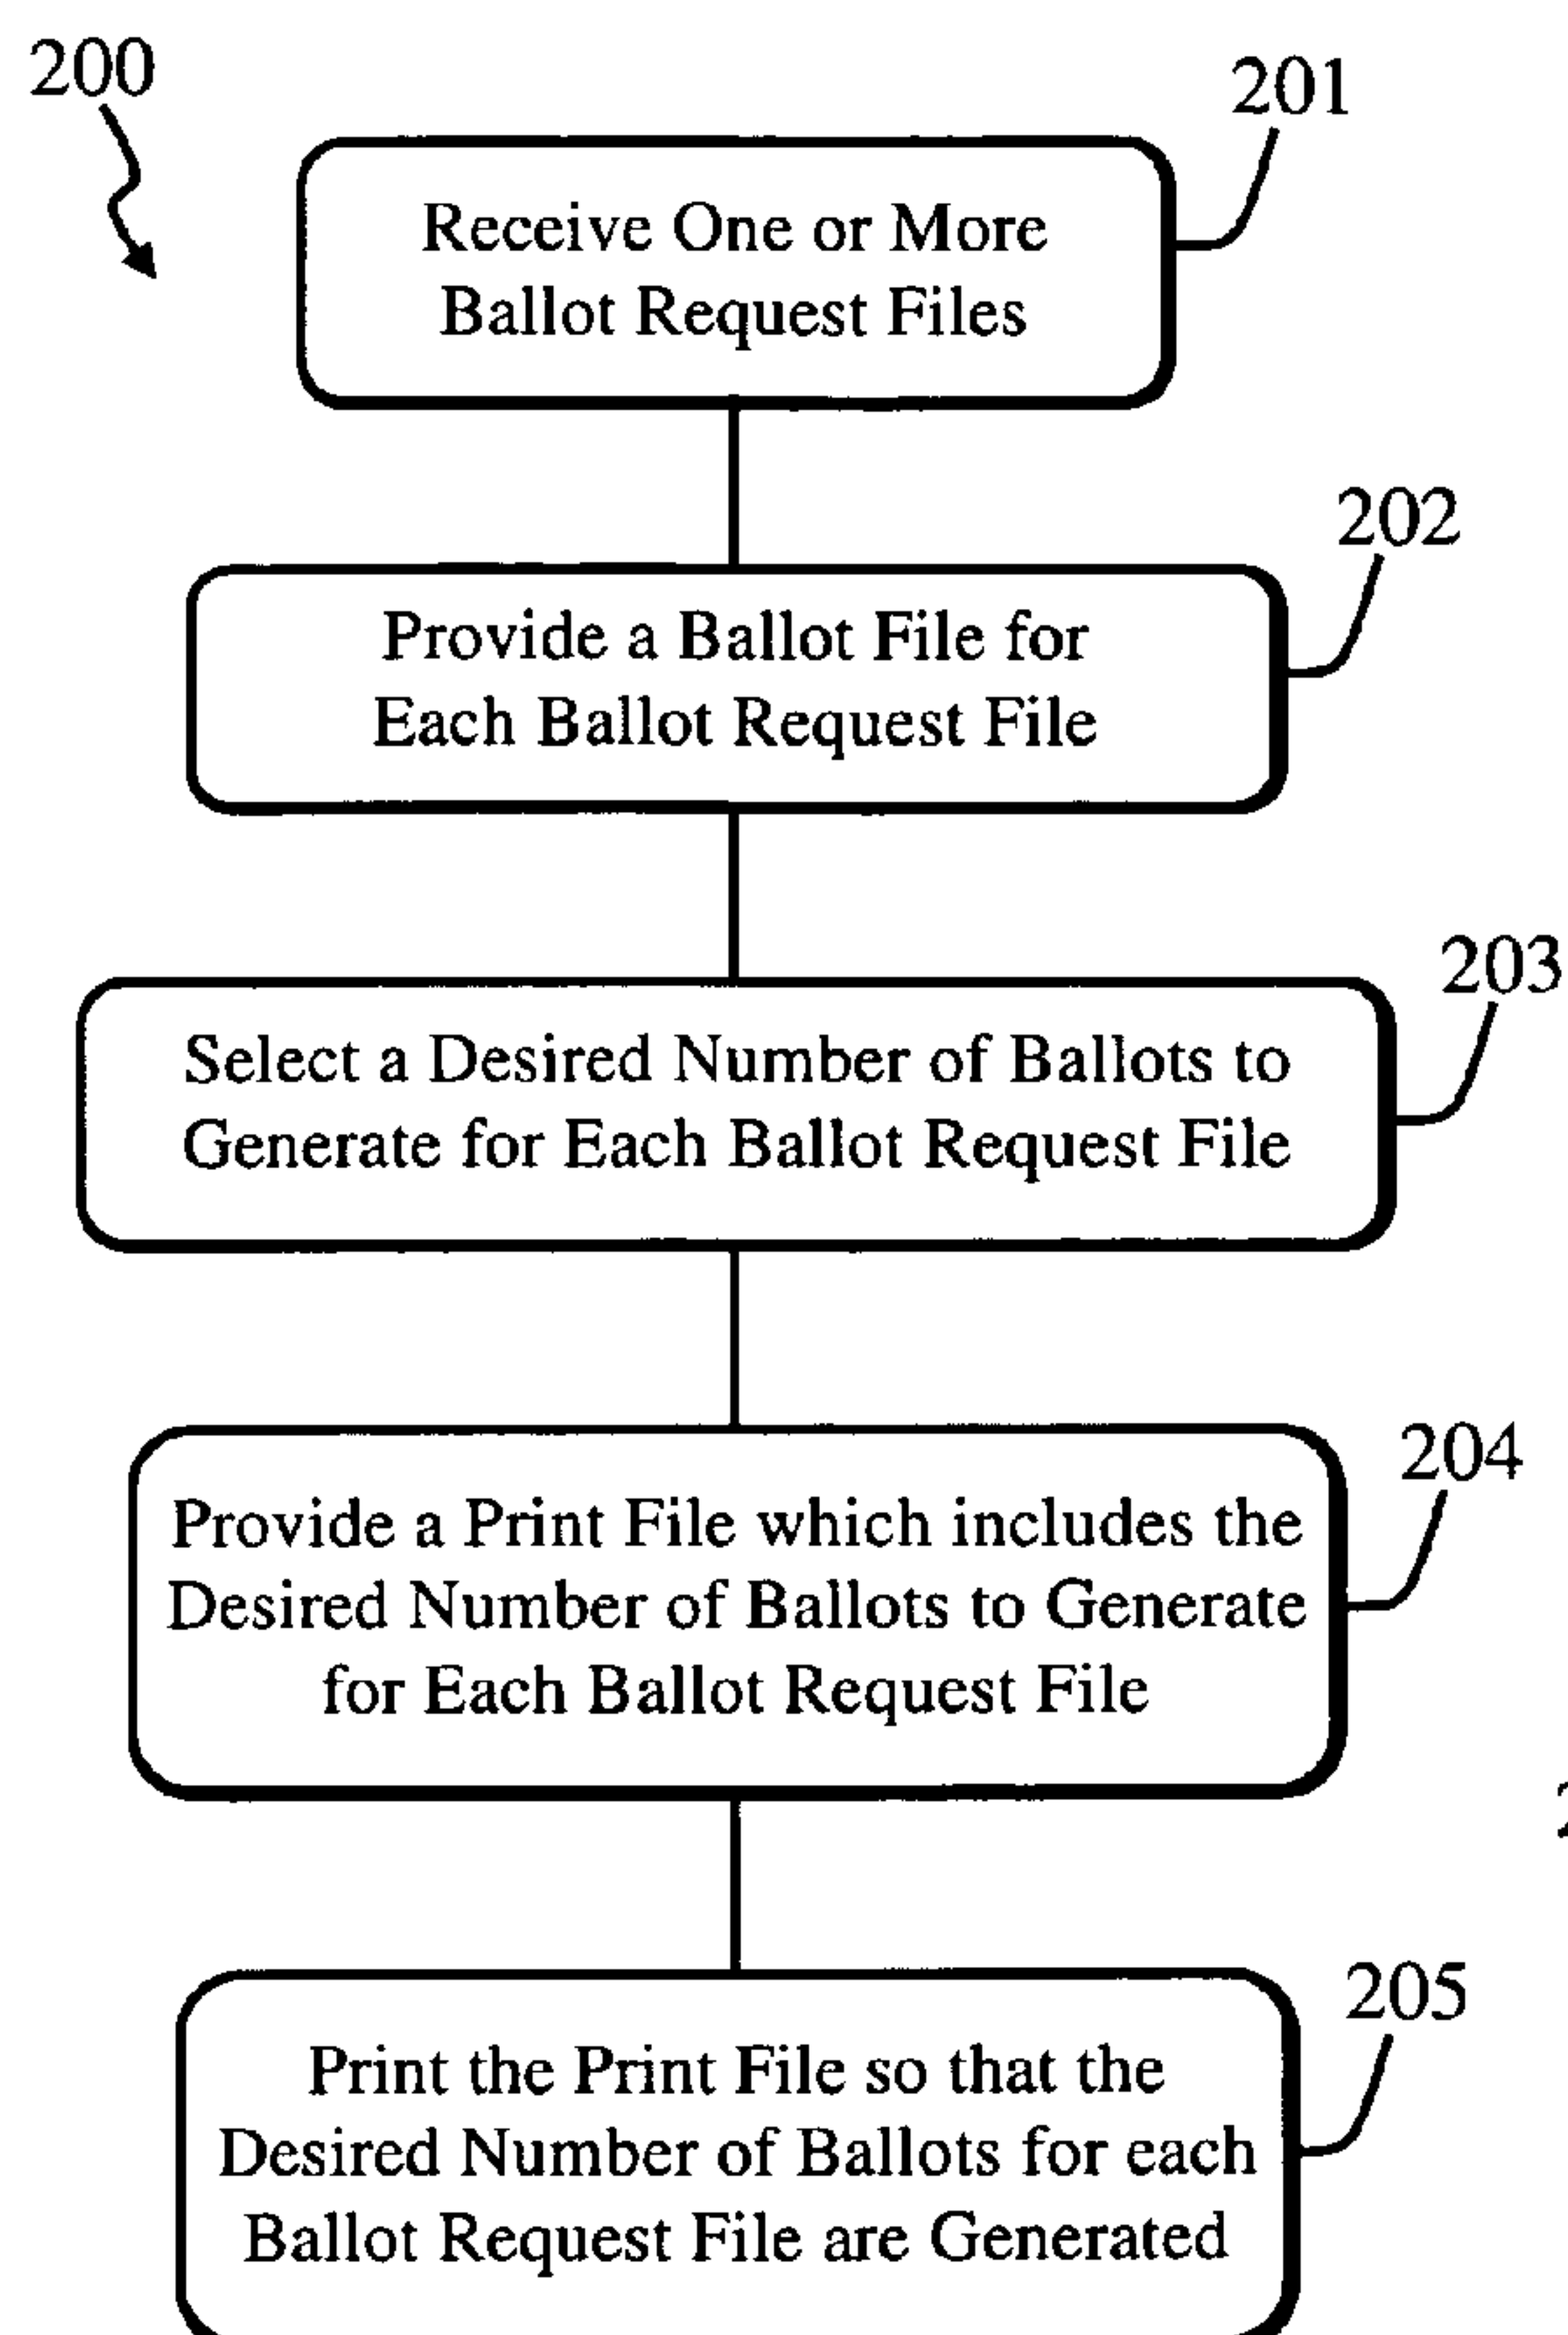 200
201
Receive One or More
Ballot Request Files
202
Provide a Ballot File for
Each Ballot Request File
203
Select a Desired Number of Ballots to
Generate for Each Ballot Request File
204
Provide a Print File which includes the
Desired Number of Ballots to Generate
for Each Ballot Request File
205
Print the Print File so that the
Desired Number of Ballots for each
Ballot Request File are Generated